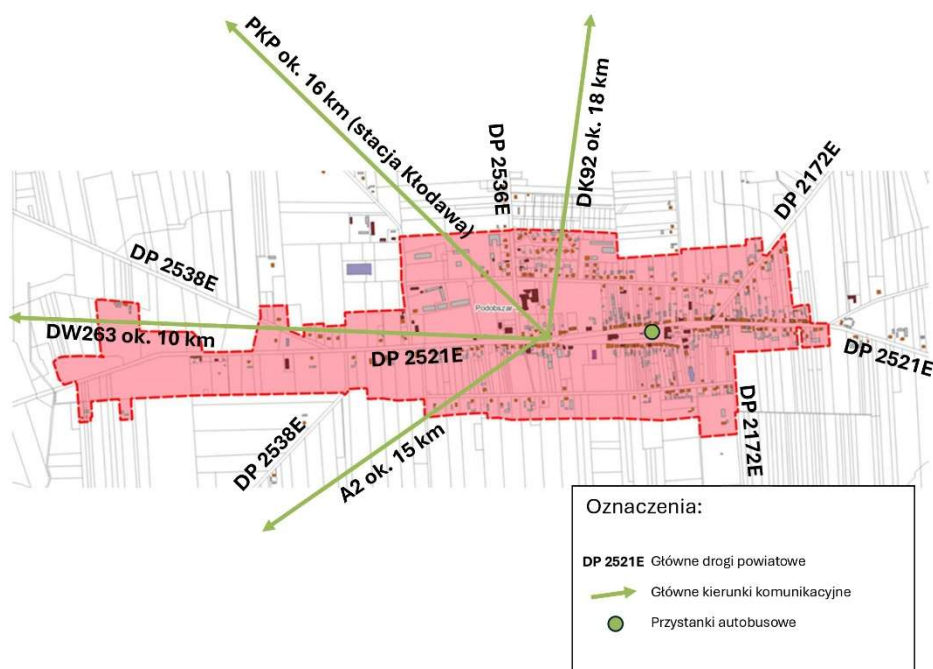 PKP ok. 16 km (stacja Kłodawa)
DK92 ok. 18 km
DP 2536E
DP 2172E
DP 2538E
Podobszar
DW263 ok. 10 km
DP 2521E
DP 2521E
DP 2538E
A2 ok. 15 km
DP 2172E
Oznaczenia:
DP 2521E Główne drogi powiatowe
Główne kierunki komunikacyjne
Przystanki autobusowe